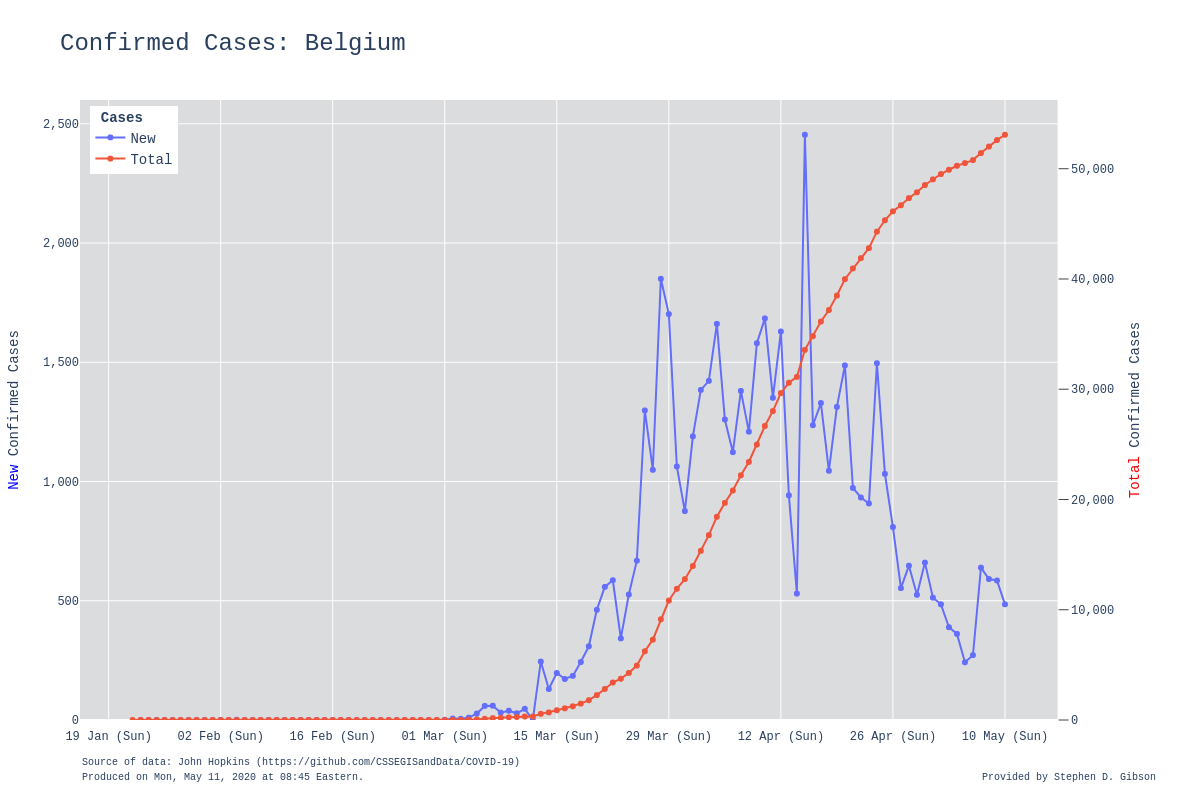 Confirmed Cases: Belgium
Cases
New
Total
2,500
2,000
1,500
1,000
500
0
50,000
40,000
30,000
20,000
10,000
0
New Confirmed Cases
Total Confirmed Cases
19 Jan (Sun)
02 Feb (Sun)
16 Feb (Sun)
01 Mar (Sun)
15 Mar (Sun)
29 Mar (Sun)
12 Apr (Sun)
26 Apr (Sun)
10 May (Sun)
Source of data: John Hopkins (https://github.com/CSSEGISandData/COVID-19)
Produced on Mon, May 11, 2020 at 08:45 Eastern.
Provided by Stephen D. Gibson